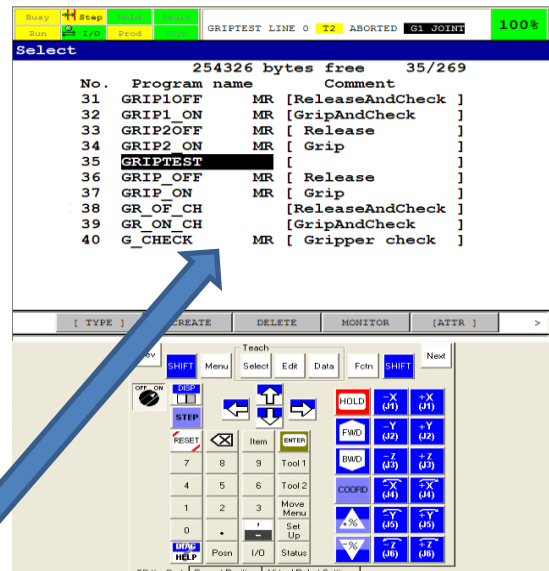 Busy Step Hold Fault
Run I/O Prod TCyc
GRIPTEST LINE 0 T2 ABORTED G1 JOINT 100%
Select
254326 bytes free 35/269
No. Program name Comment
31 GRIP1OFF MR [ReleaseAndCheck ]
32 GRIP1_ON MR [GripAndCheck ]
33 GRIP2OFF MR [ Release ]
34 GRIP2_ON MR [ Grip ]
35 GRIPTEST [ ]
36 GRIP_OFF MR [ Release ]
37 GRIP_ON MR [ Grip ]
38 GR_OF_CH [ReleaseAndCheck ]
39 GR_ON_CH [GripAndCheck ]
40 G_CHECK MR [ Gripper check ]
[ TYPE ] CREATE DELETE MONITOR [ATTR ] >
Teach
SHIFT Menu Select Edit Data Fctn SHIFT Next
OFF ON DISP
STEP HOLD -X (J1) +X (J1)
RESET Item ENTER FWD -Y (J2) +Y (J2)
7 8 9 Tool 1 BWD -Z (J3) +Z (J3)
4 5 6 Tool 2 COORD -X (J4) +X (J4)
1 2 3 Move Menu +% -Y (J5) +Y (J5)
0 . , - Set Up
DIAG HELP Posn I/O Status -% -Z (J6) +Z (J6)